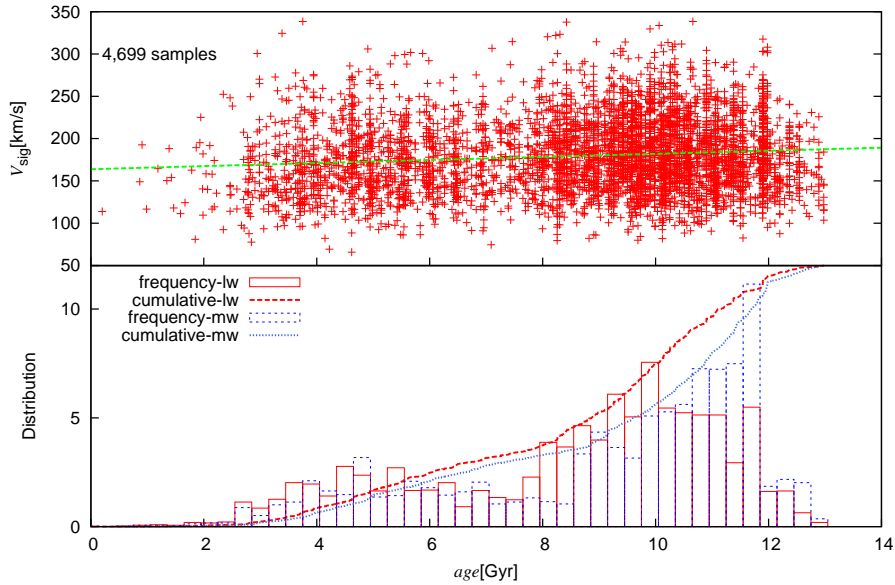 350
300
250
200
150
100
50
V_sig[km/s]
4,699 samples
10
5
0
Distribution
frequency-lw
cumulative-lw
frequency-mw
cumulative-mw
0 2 4 6 8 10 12 14
age[Gyr]